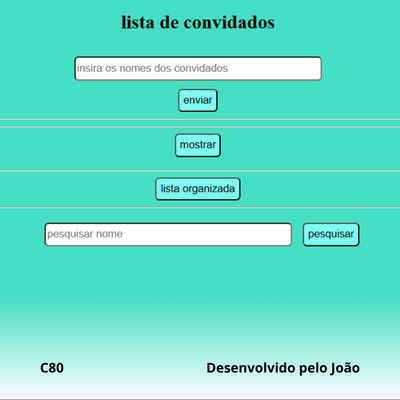 lista de convidados
insira os nomes dos convidados
enviar
mostrar
lista organizada
pesquisar nome pesquisar
C80 Desenvolvido pelo João